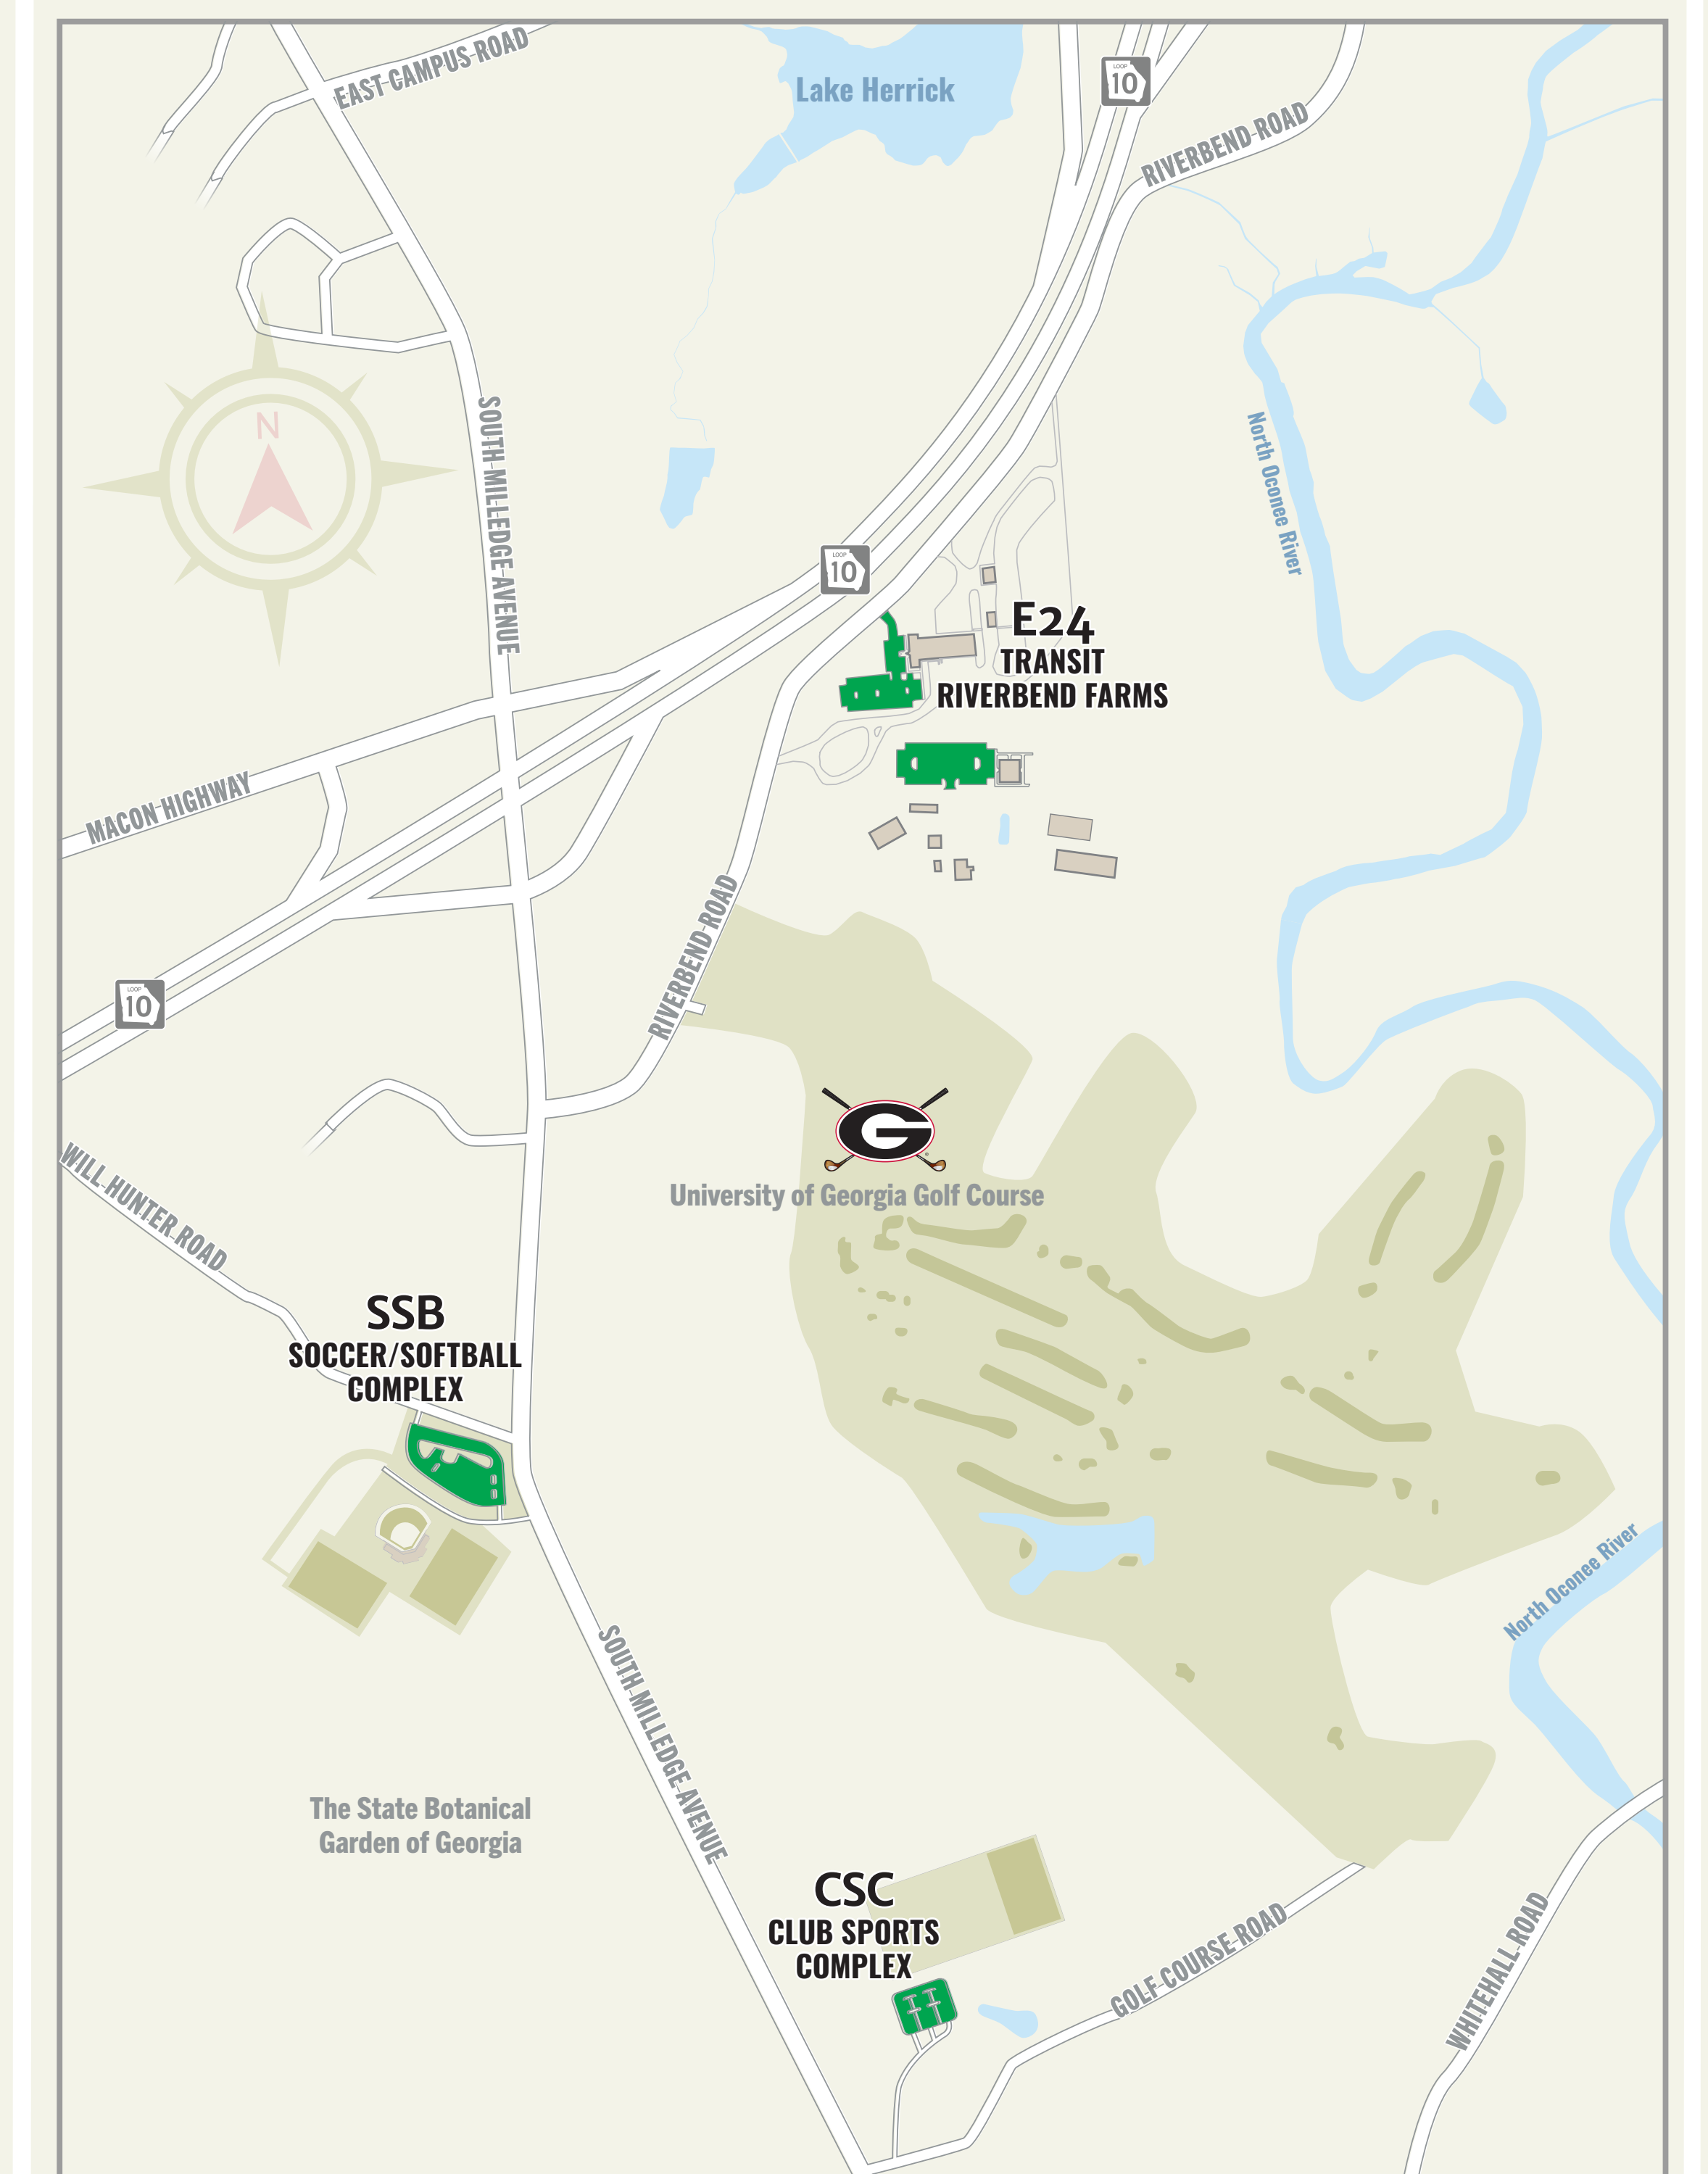 EAST CAMPUS ROAD
Lake Herrick
LOOP
10
RIVERBEND ROAD
N
SOUTH MILLEDGE AVENUE
North Oconee River
LOOP
10
E24
TRANSIT
RIVERBEND FARMS
MACON HIGHWAY
RIVERBEND ROAD
LOOP
10
G
University of Georgia Golf Course
WILL HUNTER ROAD
SSB
SOCCER/SOFTBALL
COMPLEX
North Oconee River
SOUTH MILLEDGE AVENUE
The State Botanical
Garden of Georgia
CSC
CLUB SPORTS
COMPLEX
GOLF COURSE ROAD
WHITEHALL ROAD